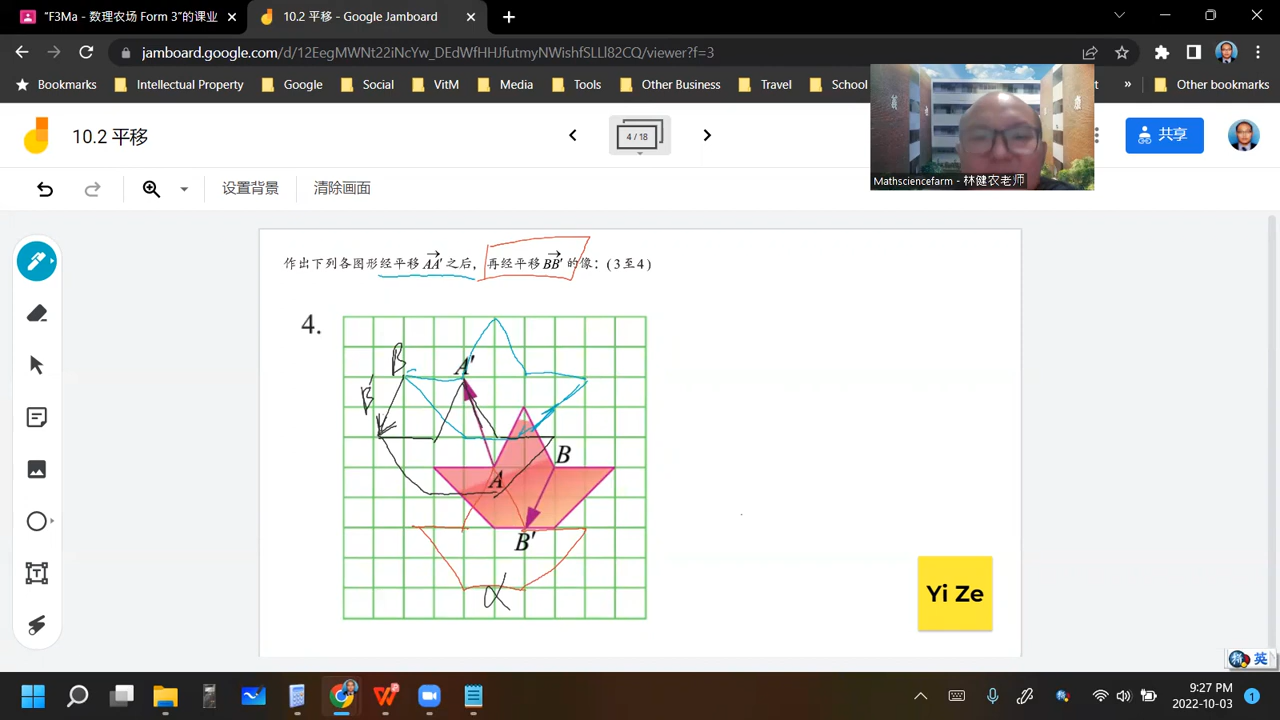 "F3Ma - 数理农场 Form 3"的课业
10.2 平移 - Google Jamboard
jamboard.google.com/d/12EegMWNt22iNcYw_DEdWfHHJfutmyNWishfSLLl82CQ/viewer?f=3
Bookmarks Intellectual Property Google Social VitM Media Tools Other Business Travel School » Other bookmarks
10.2 平移
4 / 18
共享
设置背景 清除画面
Mathsciencefarm - 林健农老师
作出下列各图形经平移 AA' 之后，再经平移 BB' 的像：(3至4)
4.
B
A'
B'
B
A
B'
α
Yi Ze
英
9:27 PM
2022-10-03
1